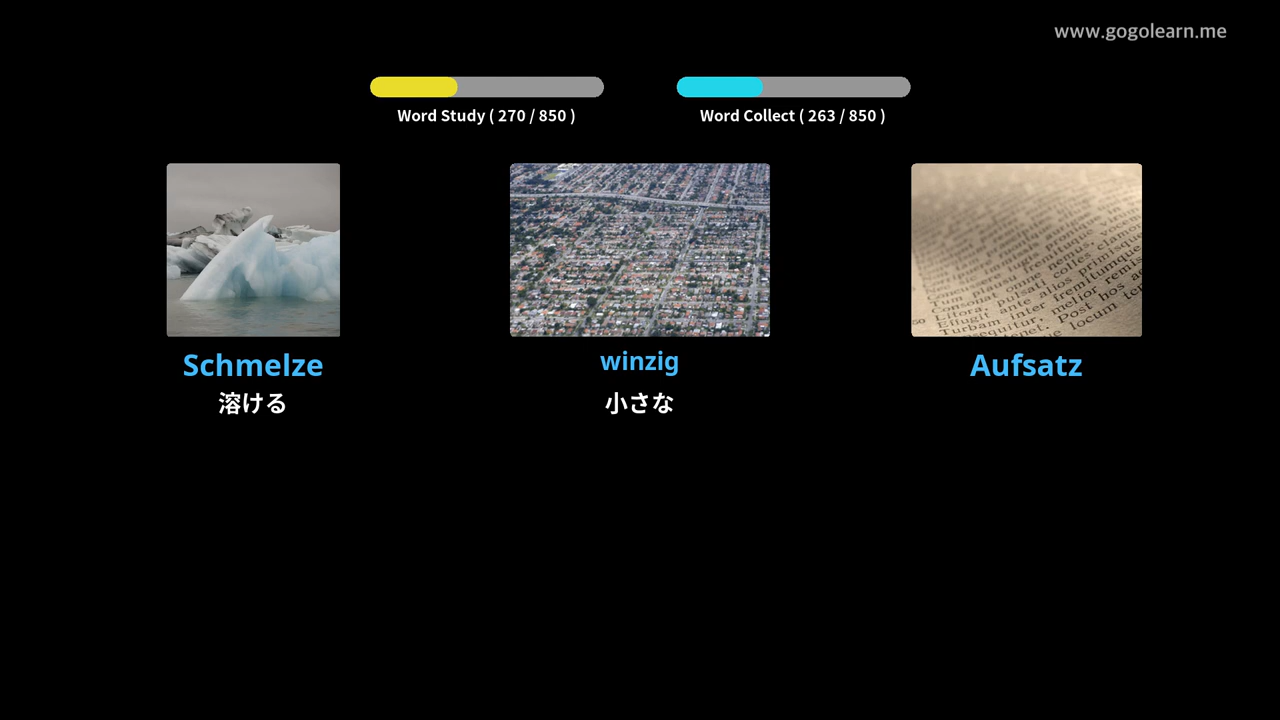 www.gogolearn.me
Word Study ( 270 / 850 )
Word Collect ( 263 / 850 )
Schmelze
溶ける
winzig
小さな
Aufsatz